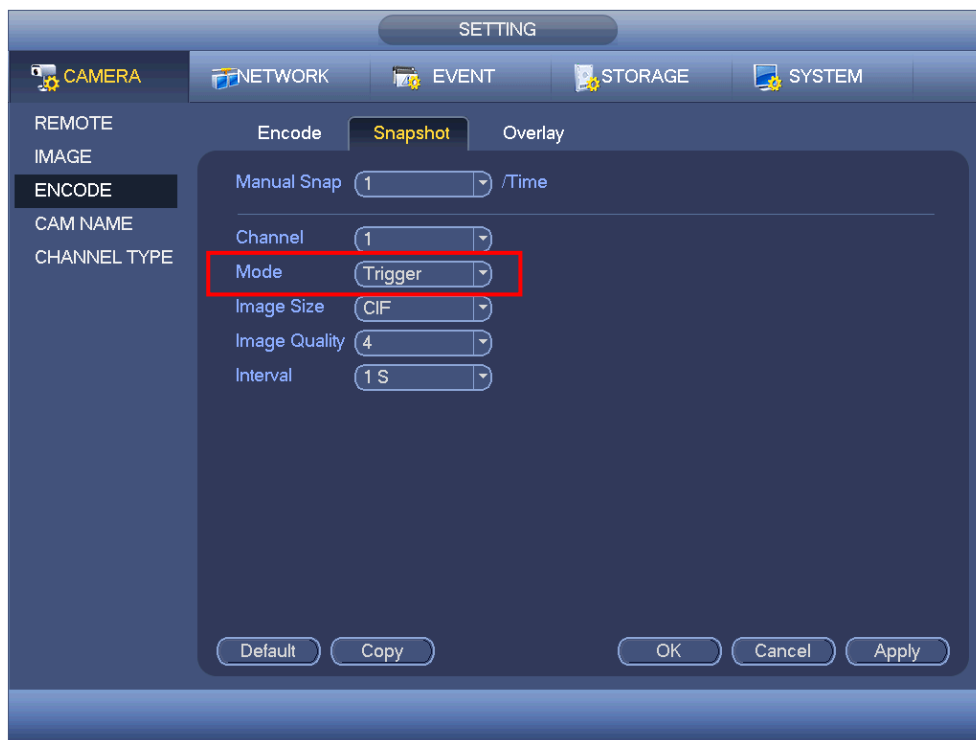 SETTING
CAMERA NETWORK EVENT STORAGE SYSTEM
REMOTE
IMAGE
ENCODE
CAM NAME
CHANNEL TYPE
Encode Snapshot Overlay
Manual Snap 1 /Time
Channel 1
Mode Trigger
Image Size CIF
Image Quality 4
Interval 1 S
Default Copy OK Cancel Apply